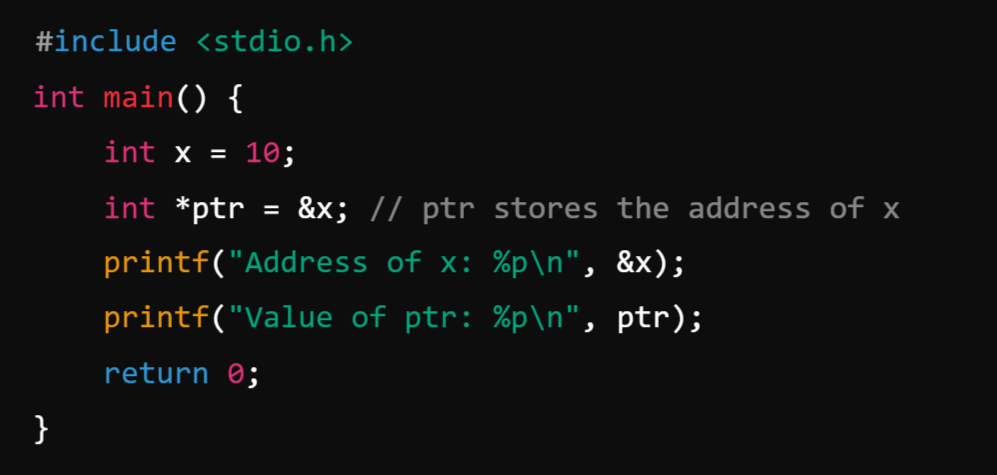 #include <stdio.h>
int main() {
    int x = 10;
    int *ptr = &x; // ptr stores the address of x
    printf("Address of x: %p\n", &x);
    printf("Value of ptr: %p\n", ptr);
    return 0;
}